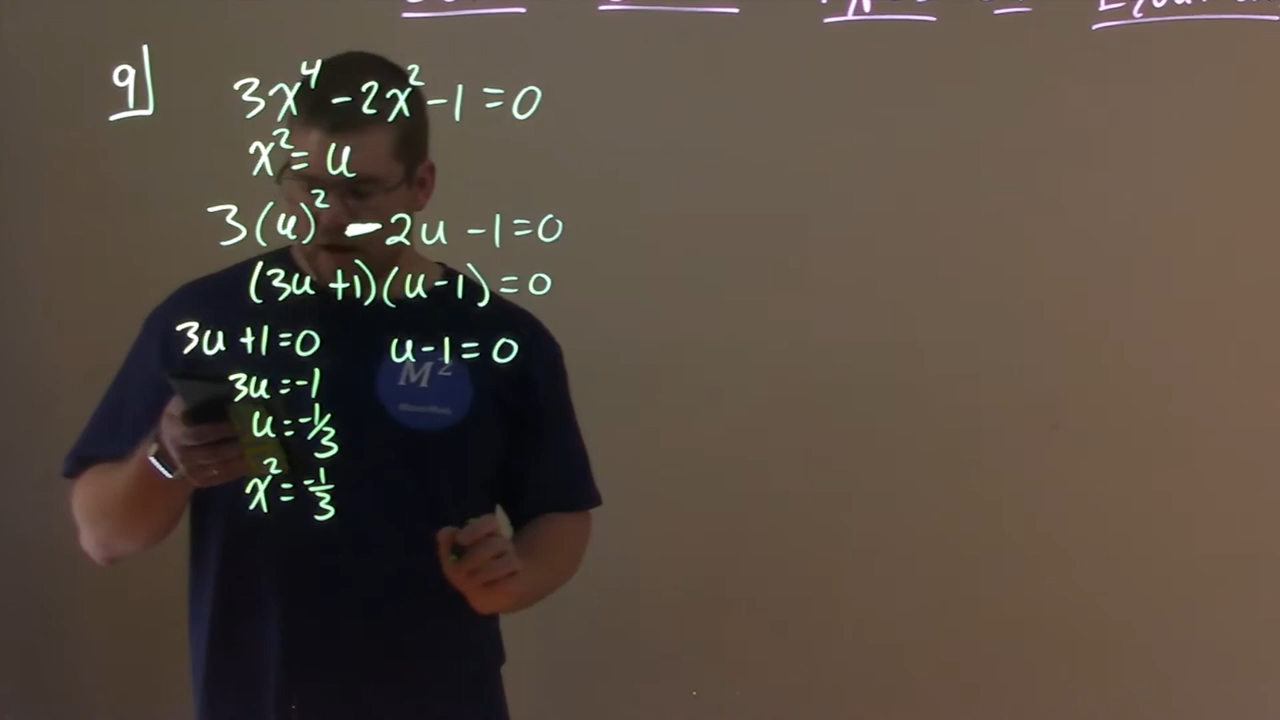 9
3x⁴ - 2x² - 1 = 0
x² = u
3(u)² - 2u - 1 = 0
(3u + 1)(u - 1) = 0
3u + 1 = 0 u - 1 = 0
3u = -1
u = -1/3
x² = -1/3
M²